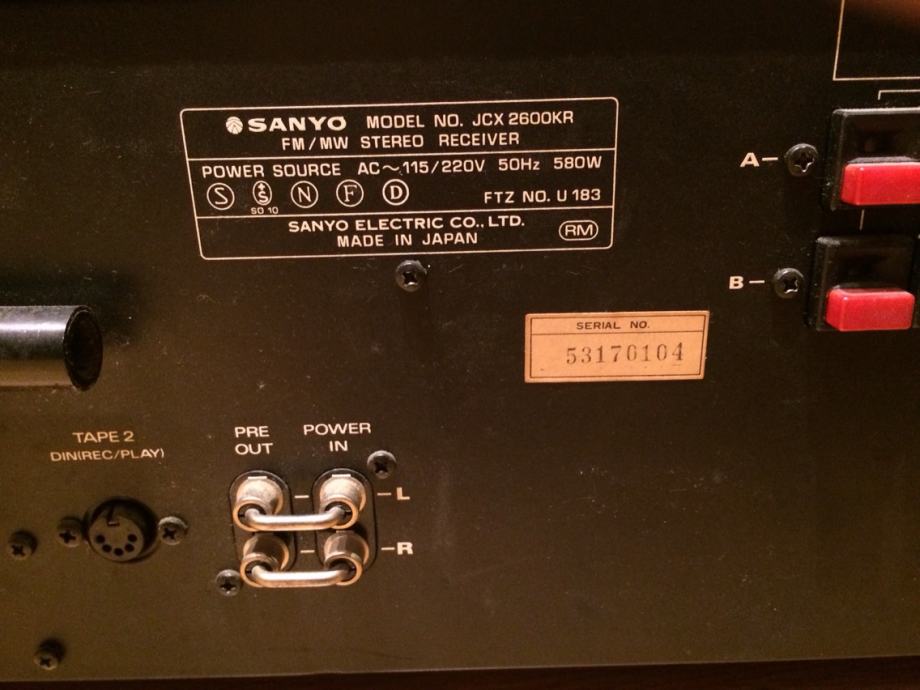 SANYO MODEL NO. JCX 2600KR
FM/MW STEREO RECEIVER
POWER SOURCE AC~115/220V 50Hz 580W
S S N F D FTZ NO. U 183
SO 10
SANYO ELECTRIC CO., LTD.
MADE IN JAPAN RM
A
B
SERIAL NO.
53170104
TAPE 2
DIN(REC/PLAY)
PRE OUT
POWER IN
L
R